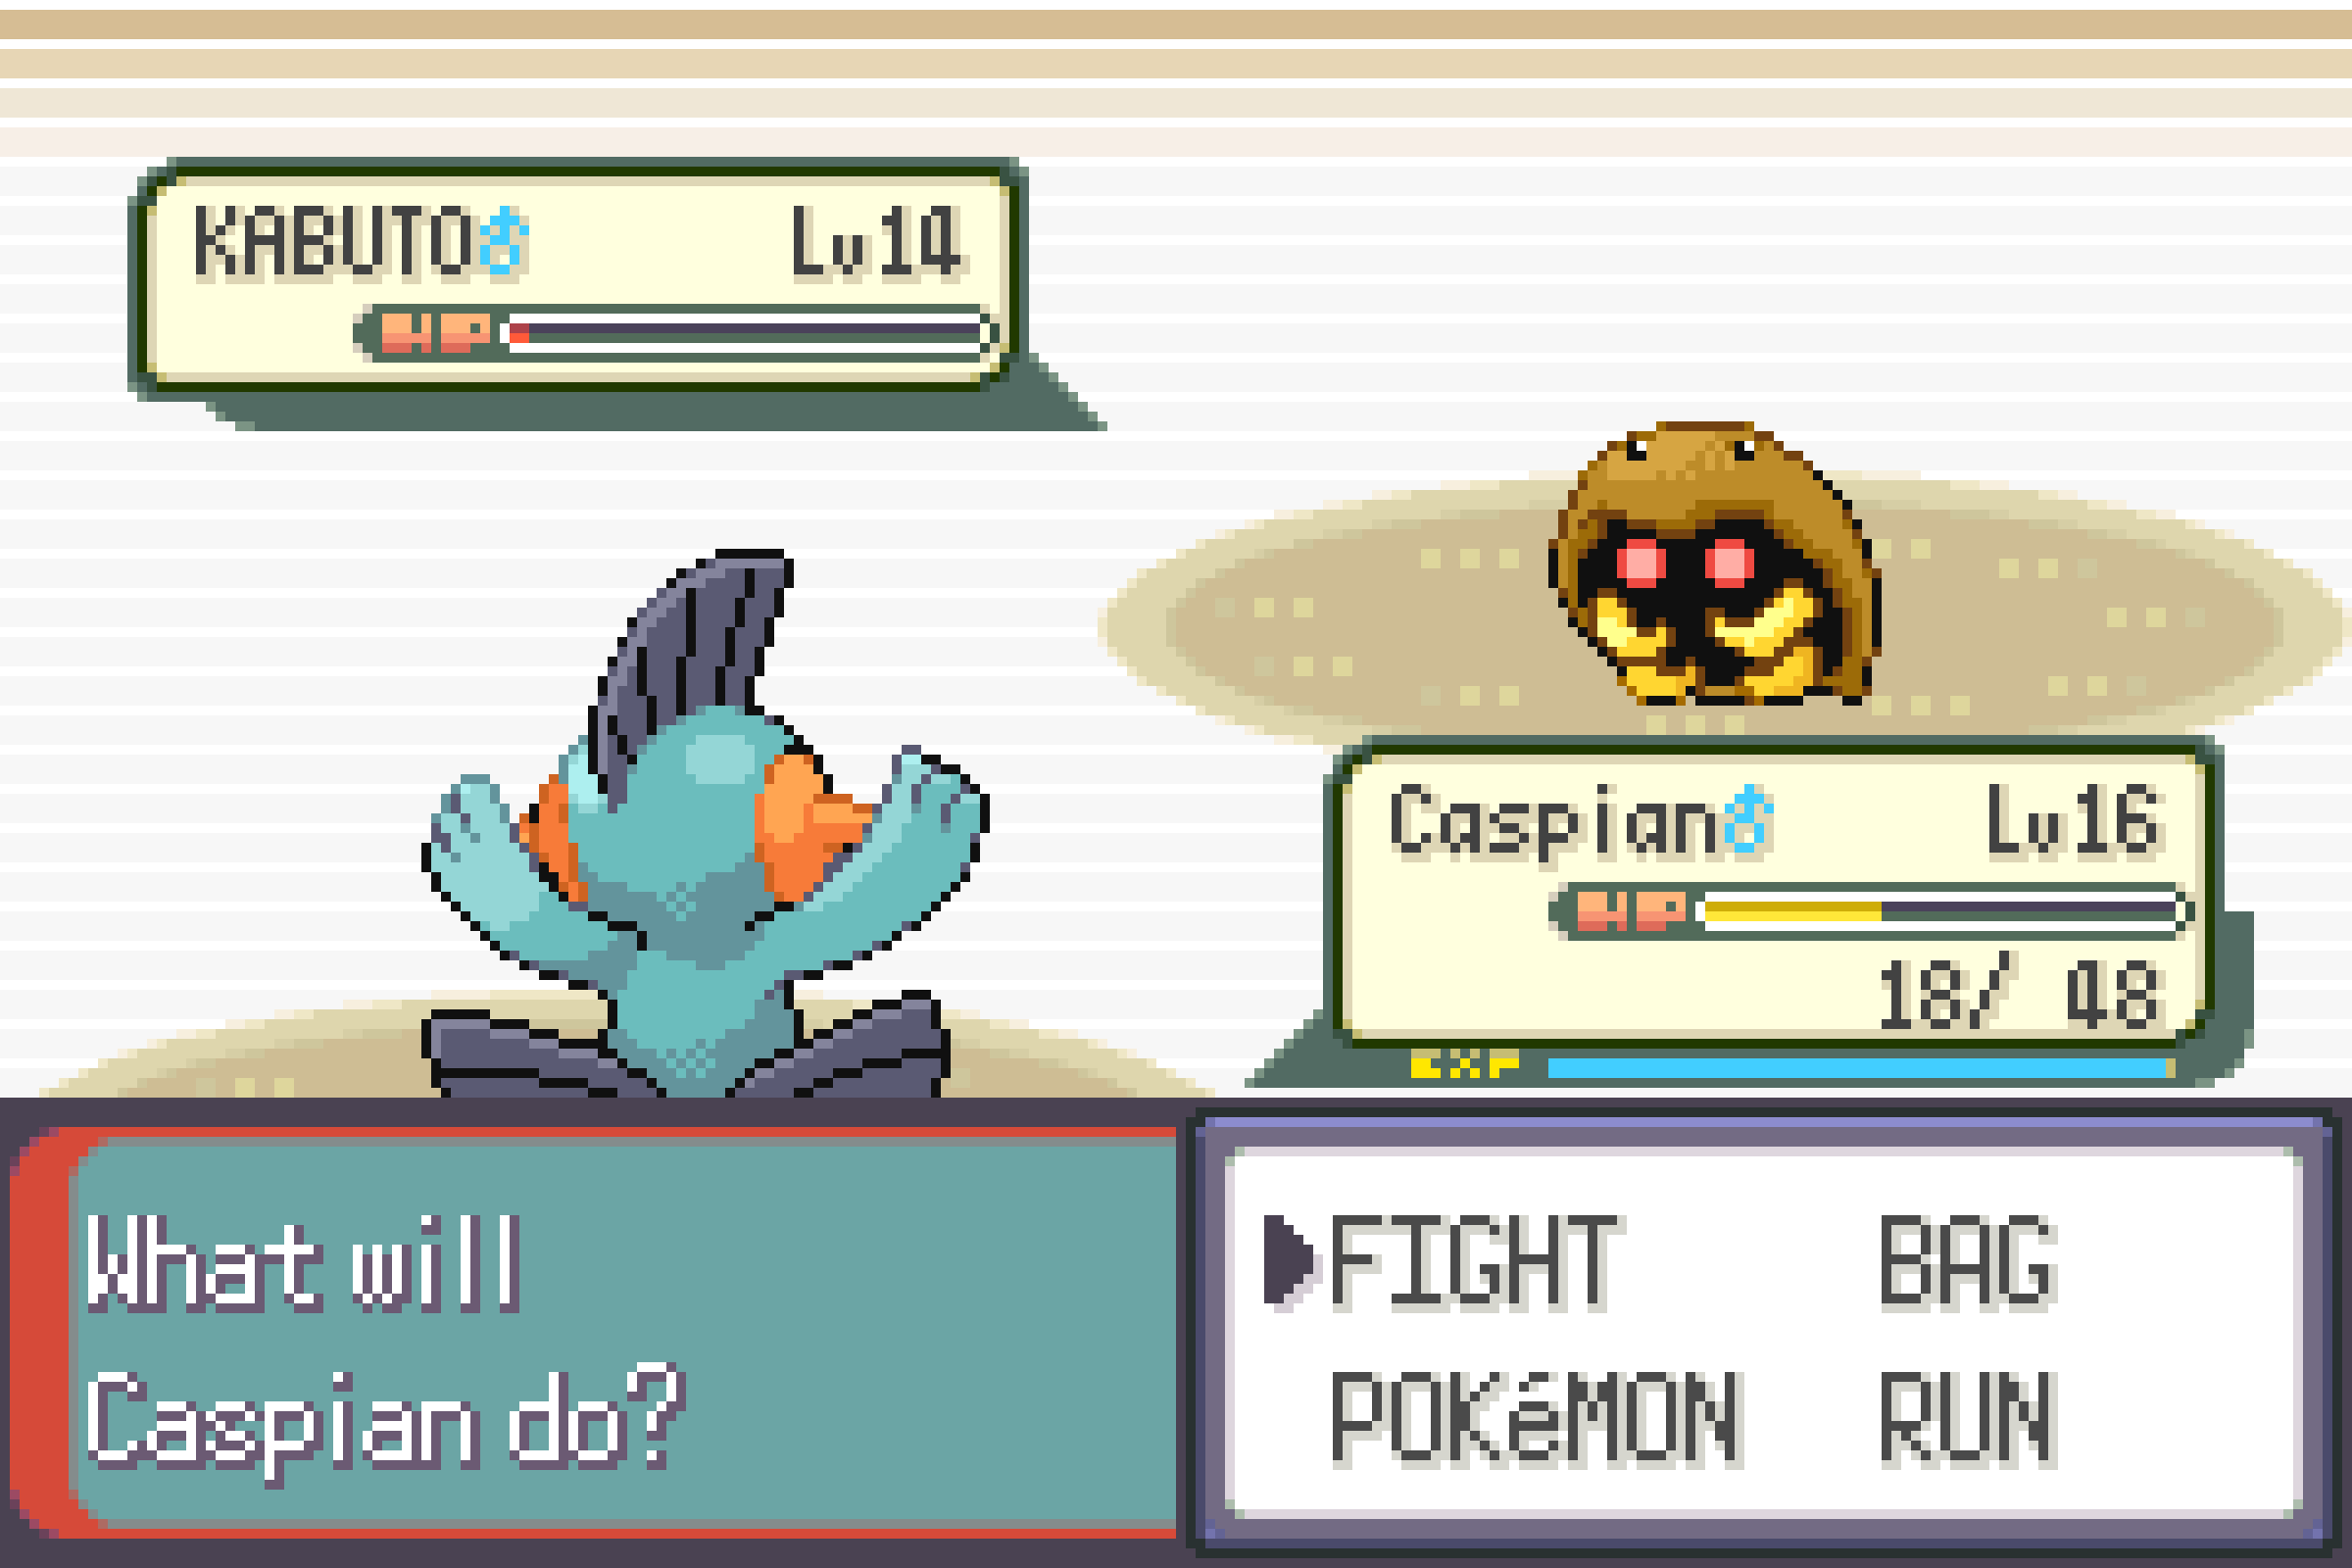 KABUTO♂ Lv14
HP
Caspian♂ Lv16
HP
18/ 48
EXP
What will
Caspian do?
FIGHT BAG
POKéMON RUN